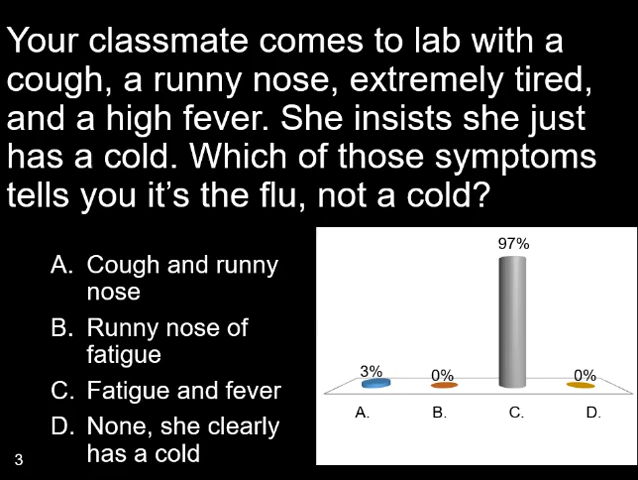 Your classmate comes to lab with a
cough, a runny nose, extremely tired,
and a high fever. She insists she just
has a cold. Which of those symptoms
tells you it's the flu, not a cold?
A. Cough and runny
nose
B. Runny nose of
fatigue
C. Fatigue and fever
D. None, she clearly
has a cold
97%
3%
0%
0%
A.
B.
C.
D.
3